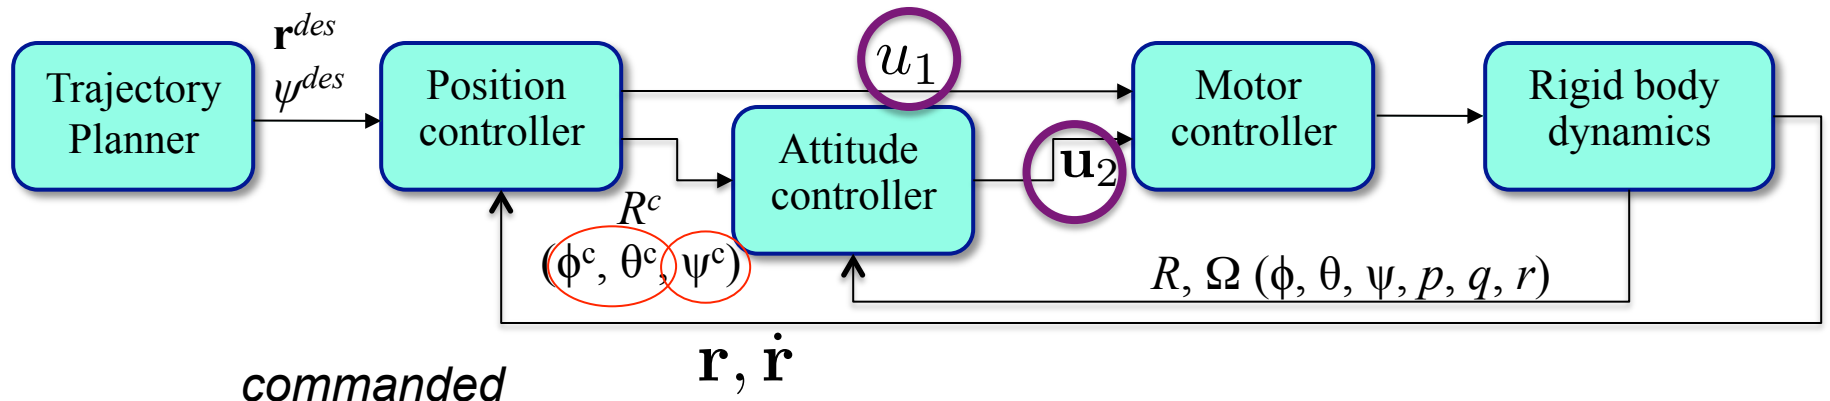 Trajectory
Planner
𝐫^des
ψ^des
Position
controller
u₁
Attitude
controller
𝐮₂
Motor
controller
Rigid body
dynamics
R^c
(ϕ^c, θ^c, ψ^c)
R, Ω (ϕ, θ, ψ, p, q, r)
𝐫, 𝐫̇
commanded